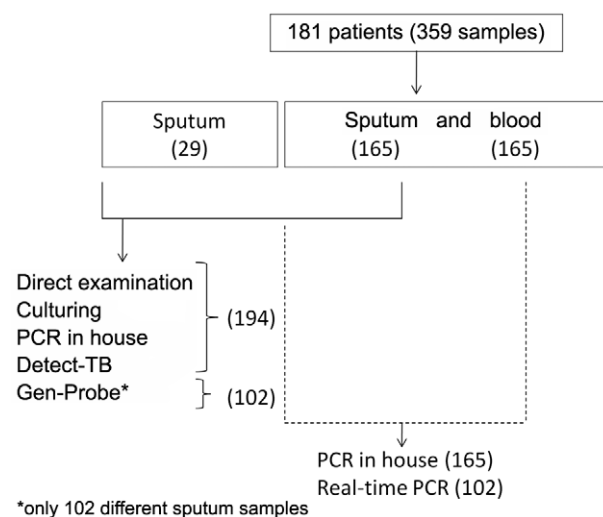 181 patients (359 samples)
Sputum
(29)
Sputum and blood
(165) (165)
Direct examination
Culturing
PCR in house
Detect-TB
(194)
Gen-Probe*
(102)
PCR in house (165)
Real-time PCR (102)
*only 102 different sputum samples